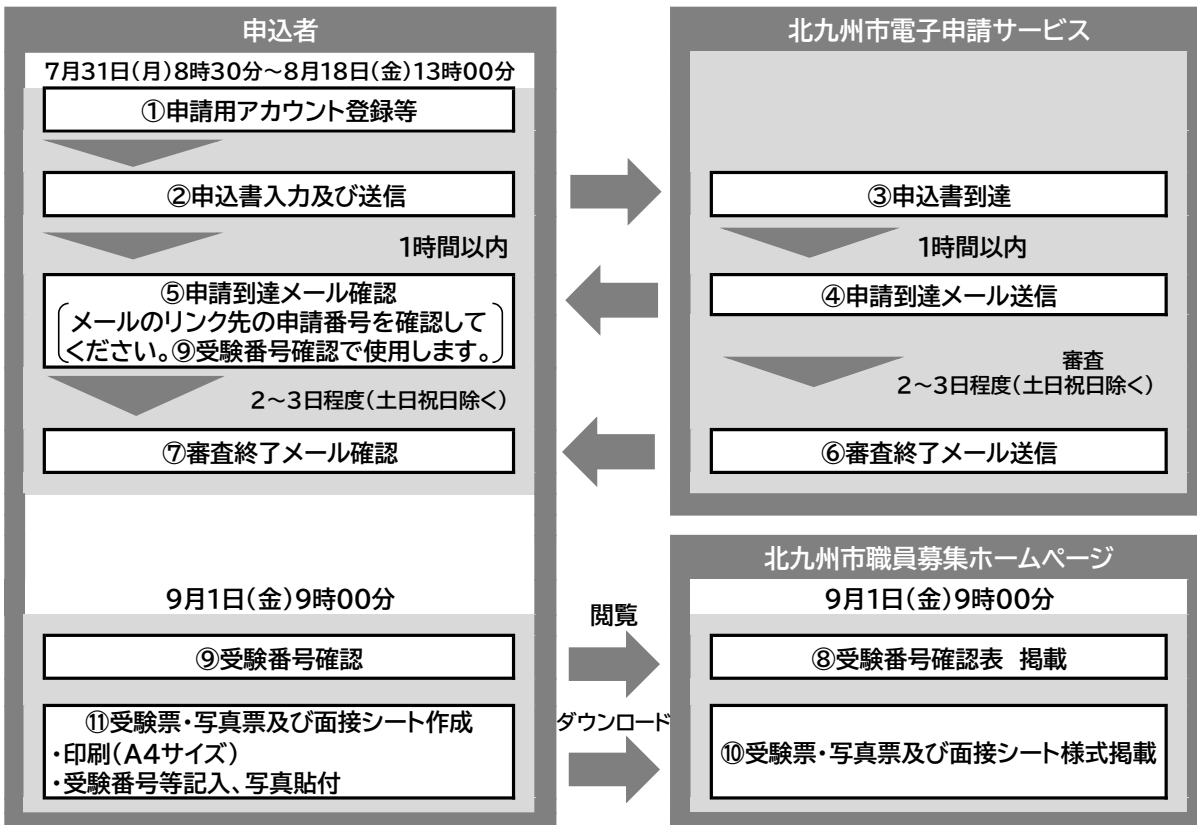 申込者
7月31日(月)8時30分～8月18日(金)13時00分
①申請用アカウント登録等
②申込書入力及び送信
1時間以内
⑤申請到達メール確認
メールのリンク先の申請番号を確認して
ください。⑨受験番号確認で使用します。
2～3日程度(土日祝日除く)
⑦審査終了メール確認
9月1日(金)9時00分
⑨受験番号確認
⑪受験票・写真票及び面接シート作成
・印刷(A4サイズ)
・受験番号等記入、写真貼付
閲覧
ダウンロード
北九州市電子申請サービス
③申込書到達
1時間以内
④申請到達メール送信
審査
2～3日程度(土日祝日除く)
⑥審査終了メール送信
北九州市職員募集ホームページ
9月1日(金)9時00分
⑧受験番号確認表 掲載
⑩受験票・写真票及び面接シート様式掲載